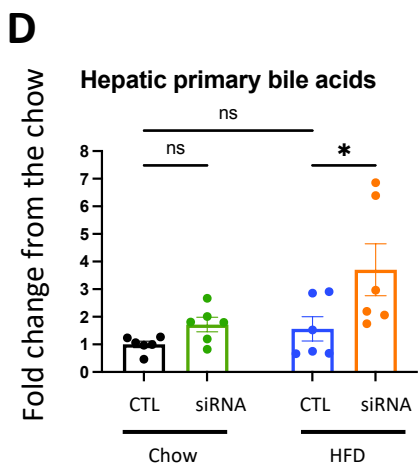 D
Hepatic primary bile acids
ns
ns
*
Fold change from the chow
8
7
6
5
4
3
2
1
0
CTL siRNA CTL siRNA
Chow HFD